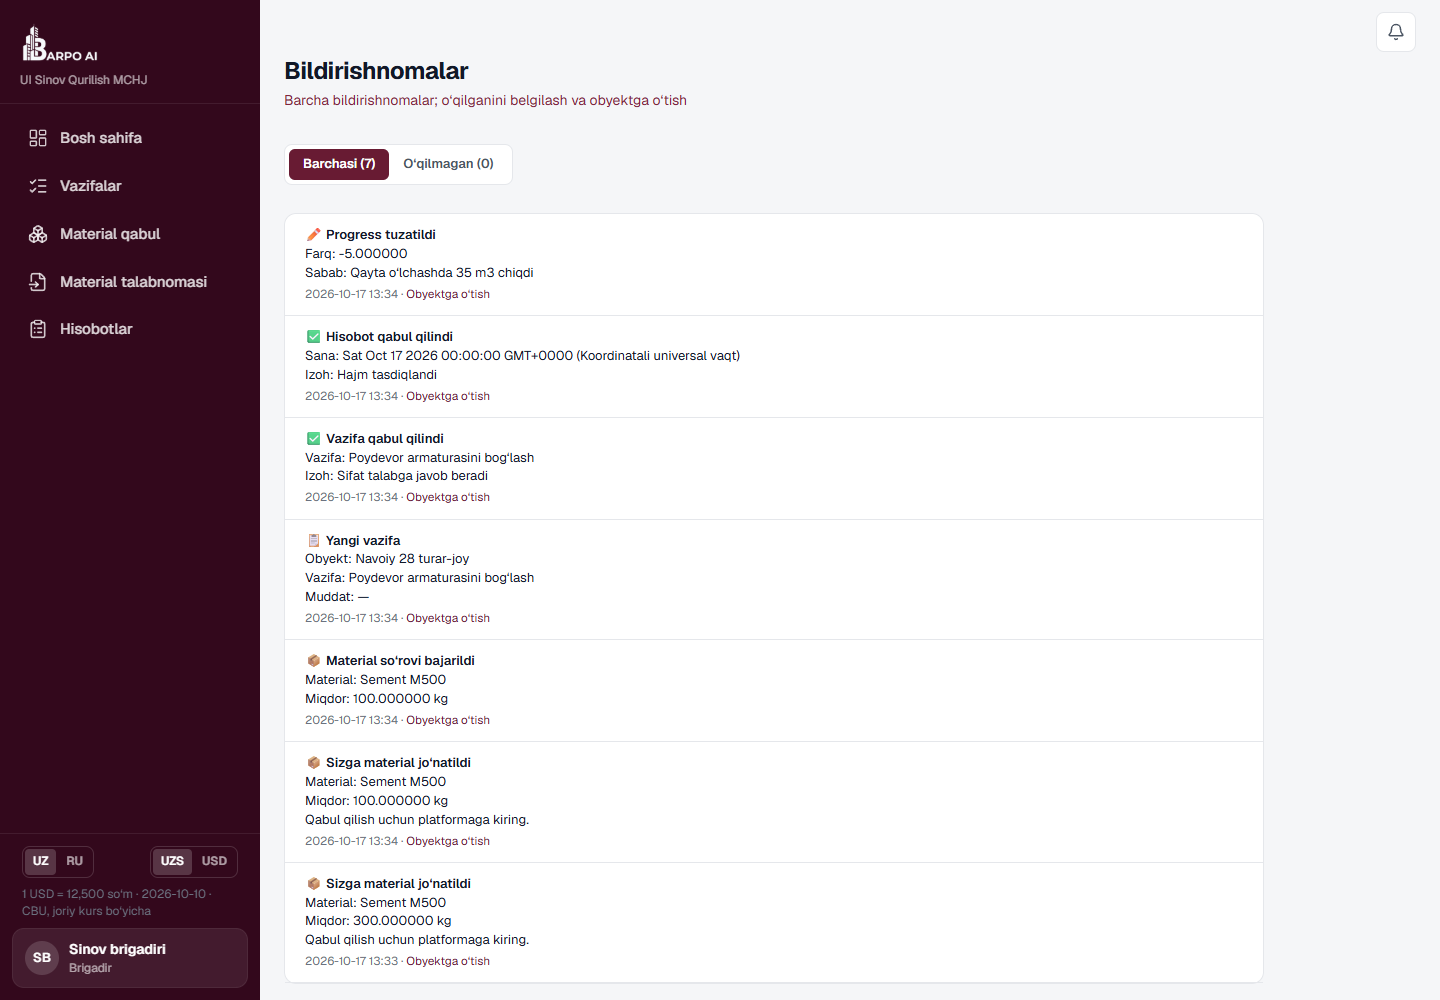 BARPO AI
UI Sinov Qurilish MCHJ
Bosh sahifa
Vazifalar
Material qabul
Material talabnomasi
Hisobotlar
UZ RU
UZS USD
1 USD = 12,500 so‘m · 2026-10-10 ·
CBU, joriy kurs bo‘yicha
SB
Sinov brigadiri
Brigadir
Bildirishnomalar
Barcha bildirishnomalar; o‘qilganini belgilash va obyektga o‘tish
Barchasi (7)
O‘qilmagan (0)
Progress tuzatildi
Farq: -5.000000
Sabab: Qayta o‘lchashda 35 m3 chiqdi
2026-10-17 13:34 · Obyektga o‘tish
Hisobot qabul qilindi
Sana: Sat Oct 17 2026 00:00:00 GMT+0000 (Koordinatali universal vaqt)
Izoh: Hajm tasdiqlandi
2026-10-17 13:34 · Obyektga o‘tish
Vazifa qabul qilindi
Vazifa: Poydevor armaturasini bog‘lash
Izoh: Sifat talabga javob beradi
2026-10-17 13:34 · Obyektga o‘tish
Yangi vazifa
Obyekt: Navoiy 28 turar-joy
Vazifa: Poydevor armaturasini bog‘lash
Muddat: —
2026-10-17 13:34 · Obyektga o‘tish
Material so‘rovi bajarildi
Material: Sement M500
Miqdor: 100.000000 kg
2026-10-17 13:34 · Obyektga o‘tish
Sizga material jo‘natildi
Material: Sement M500
Miqdor: 100.000000 kg
Qabul qilish uchun platformaga kiring.
2026-10-17 13:34 · Obyektga o‘tish
Sizga material jo‘natildi
Material: Sement M500
Miqdor: 300.000000 kg
Qabul qilish uchun platformaga kiring.
2026-10-17 13:33 · Obyektga o‘tish